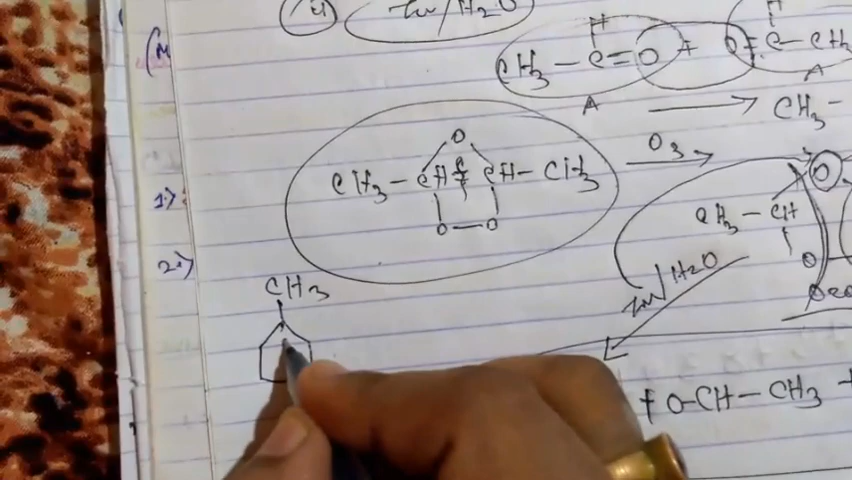 (ii) Zn/H2O
H H
CH3 - C = O + O = C - CH3
A A
→ CH3 -
O
CH3 - CH CH - CH3
O - O
O3
1)
2)
CH3 - CH
O
O
Zn/H2O
CH3
+ O-CH-CH3 +